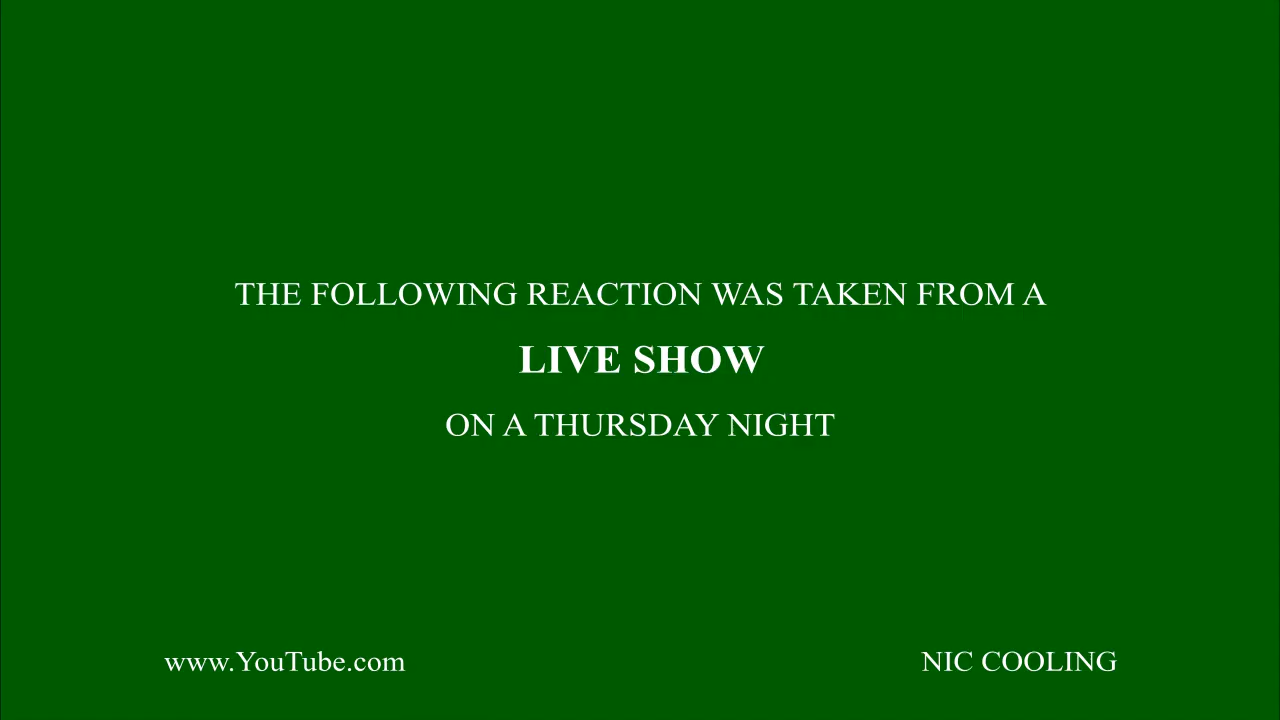 THE FOLLOWING REACTION WAS TAKEN FROM A
LIVE SHOW
ON A THURSDAY NIGHT
www.YouTube.com
NIC COOLING